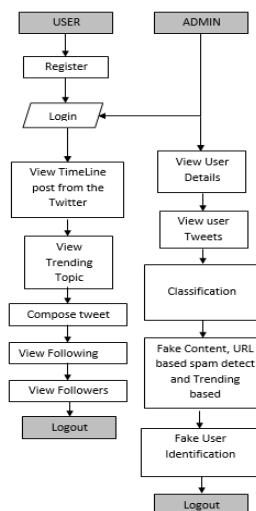 USER
Register
Login
View TimeLine
post from the
Twitter
View
Trending
Topic
Compose tweet
View Following
View Followers
Logout
ADMIN
View User
Details
View user
Tweets
Classification
Fake Content, URL
based spam detect
and Trending
based
Fake User
Identification
Logout